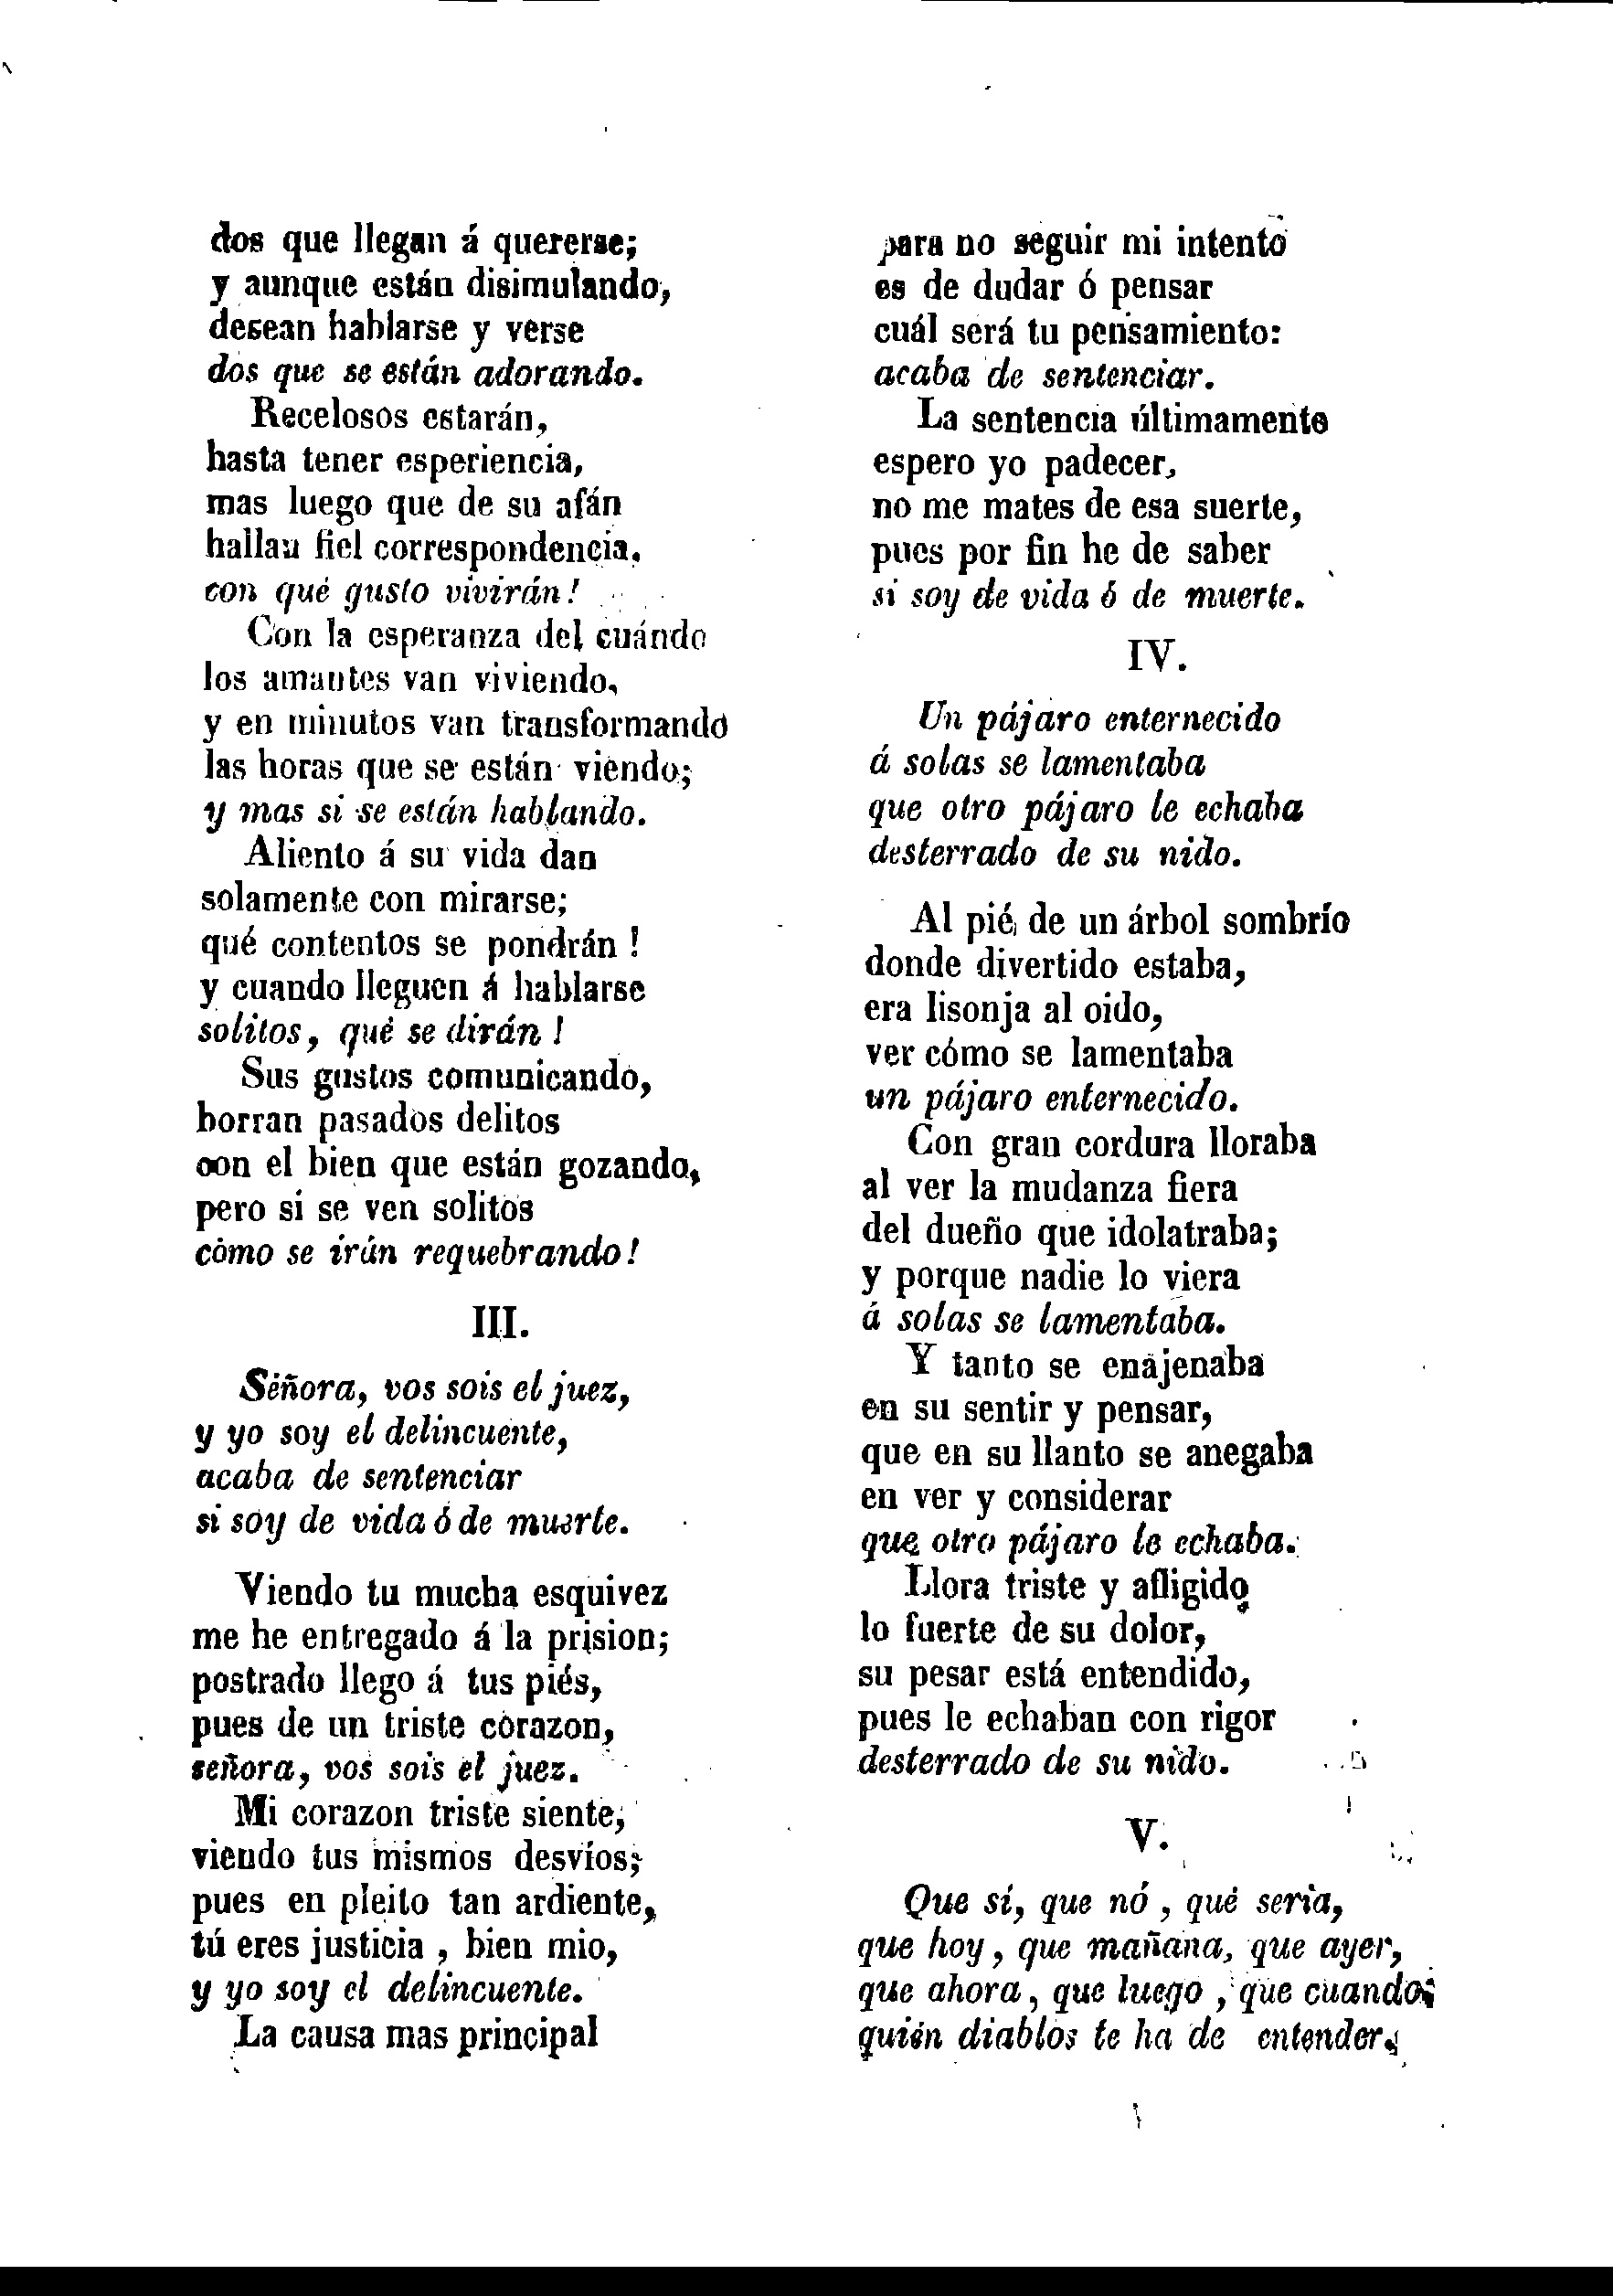 dos que llegan á quererse;
y aunque están disimulando,
desean hablarse y verse
dos que se están adorando.
Recelosos estarán,
hasta tener esperiencia,
mas luego que de su afán
hallan fiel correspondencia,
con qué gusto vivirán!
Con la esperanza del cuándo
los amantes van viviendo,
y en minutos van transformando
las horas que se están viendo;
y mas si se están hablando.
Aliento á su vida dan
solamente con mirarse;
qué contentos se pondrán!
y cuando lleguen á hablarse
solitos, qué se dirán!
Sus gustos comunicando,
borran pasados delitos
con el bien que están gozando,
pero si se ven solitos
cómo se irán requebrando!
III.
Señora, vos sois el juez,
y yo soy el delincuente,
acaba de sentenciar
si soy de vida ó de muerte.
Viendo tu mucha esquivez
me he entregado á la prision;
postrado llego á tus piés,
pues de un triste corazon,
señora, vos sois el juez.
Mi corazon triste siente,
viendo tus mismos desvíos,
pues en pleito tan ardiente,
tú eres justicia, bien mio,
y yo soy el delincuente.
La causa mas principal
para no seguir mi intento
es de dudar ó pensar
cuál será tu pensamiento:
acaba de sentenciar.
La sentencia últimamente
espero yo padecer,
no me mates de esa suerte,
pues por fin he de saber
si soy de vida ó de muerte.
IV.
Un pájaro enternecido
á solas se lamentaba
que otro pájaro le echaba
desterrado de su nido.
Al pié de un árbol sombrío
donde divertido estaba,
era lisonja al oido,
ver cómo se lamentaba
un pájaro enternecido.
Con gran cordura lloraba
al ver la mudanza fiera
del dueño que idolatraba;
y porque nadie lo viera
á solas se lamentaba.
Y tanto se enajenaba
en su sentir y pensar,
que en su llanto se anegaba
en ver y considerar
que otro pájaro le echaba.
Llora triste y afligido
lo fuerte de su dolor,
su pesar está entendido,
pues le echaban con rigor
desterrado de su nido.
V.
Que sí, que nó, qué seria,
que hoy, que mañana, que ayer,
que ahora, que luego, que cuando;
quién diablos te ha de entender.